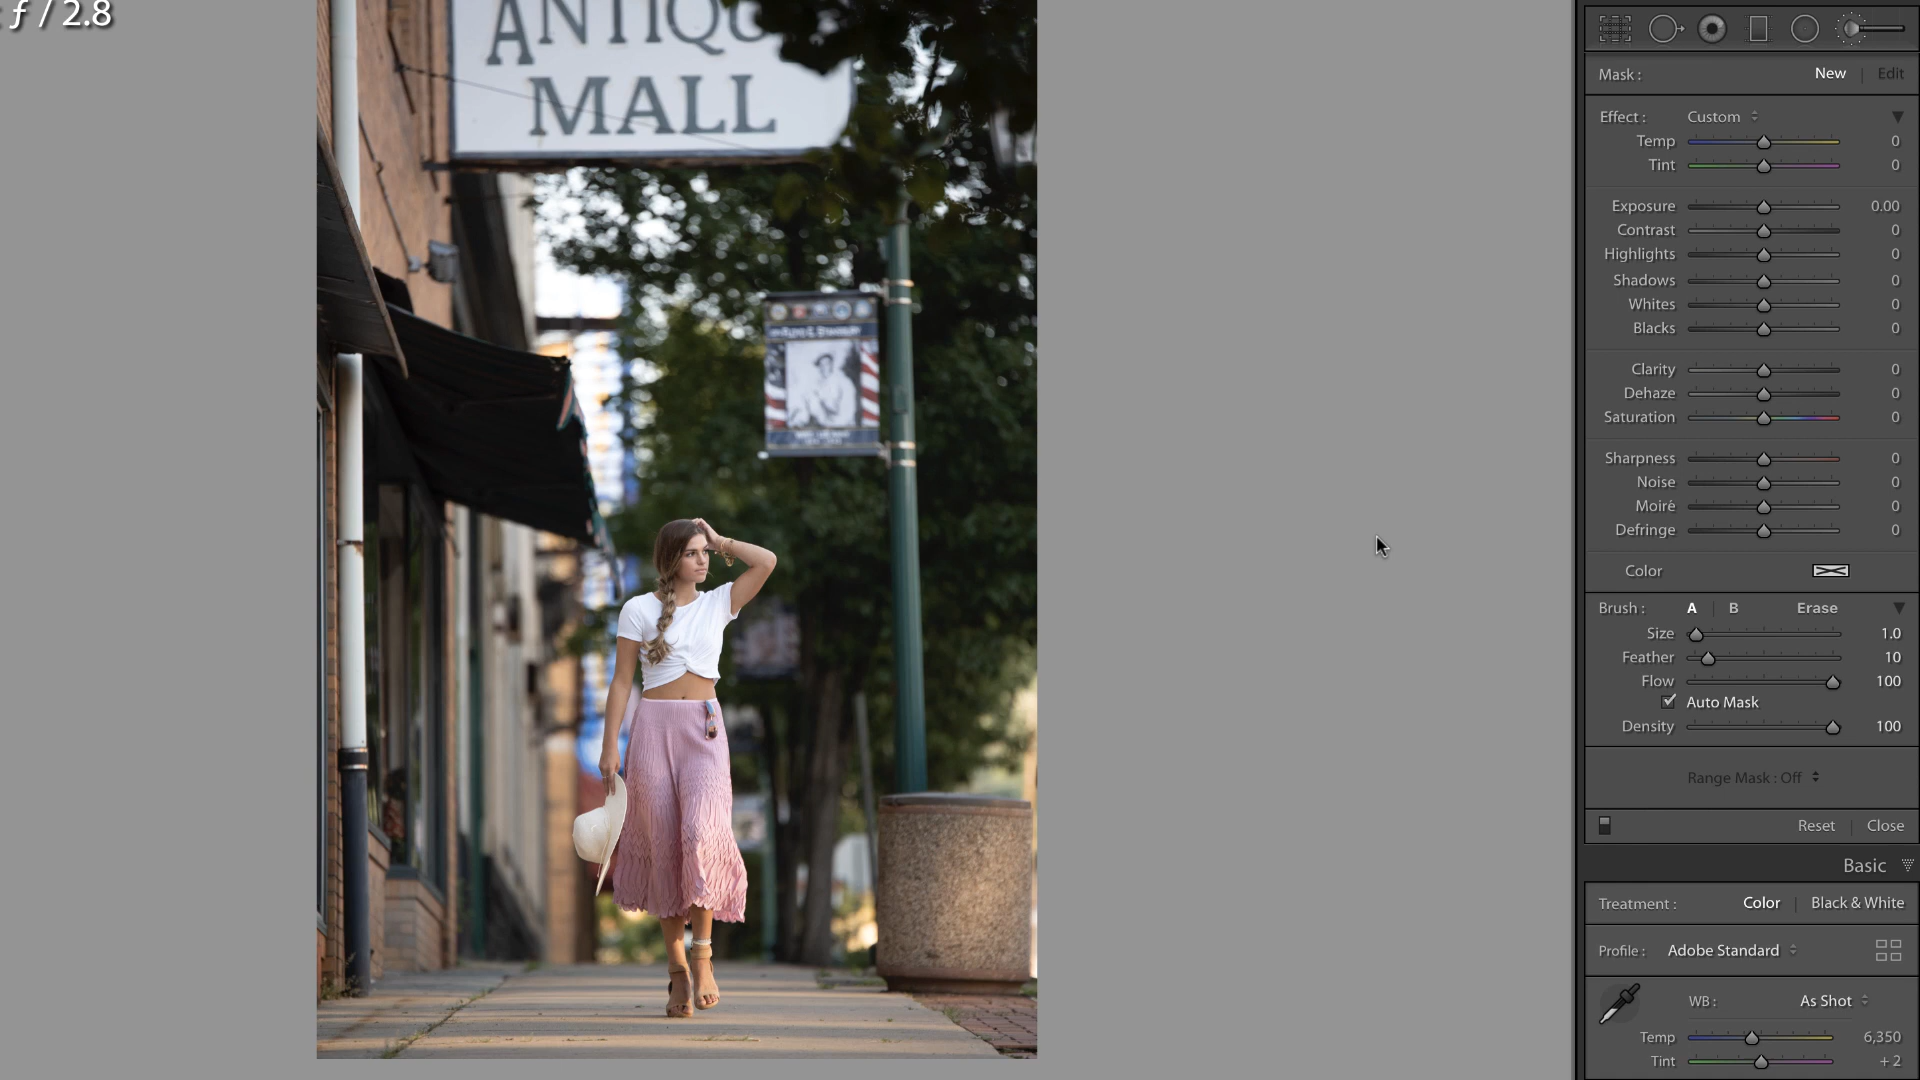 ƒ / 2.8
ANTIQU
MALL
Mask :
New
Edit
Effect :
Custom
Temp
0
Tint
0
Exposure
0.00
Contrast
0
Highlights
0
Shadows
0
Whites
0
Blacks
0
Clarity
0
Dehaze
0
Saturation
0
Sharpness
0
Noise
0
Moiré
0
Defringe
0
Color
Brush :
A
B
Erase
Size
1.0
Feather
10
Flow
100
Auto Mask
Density
100
Range Mask : Off
Reset
Close
Basic
Treatment :
Color
Black & White
Profile :
Adobe Standard
WB :
As Shot
Temp
6,350
Tint
+ 2